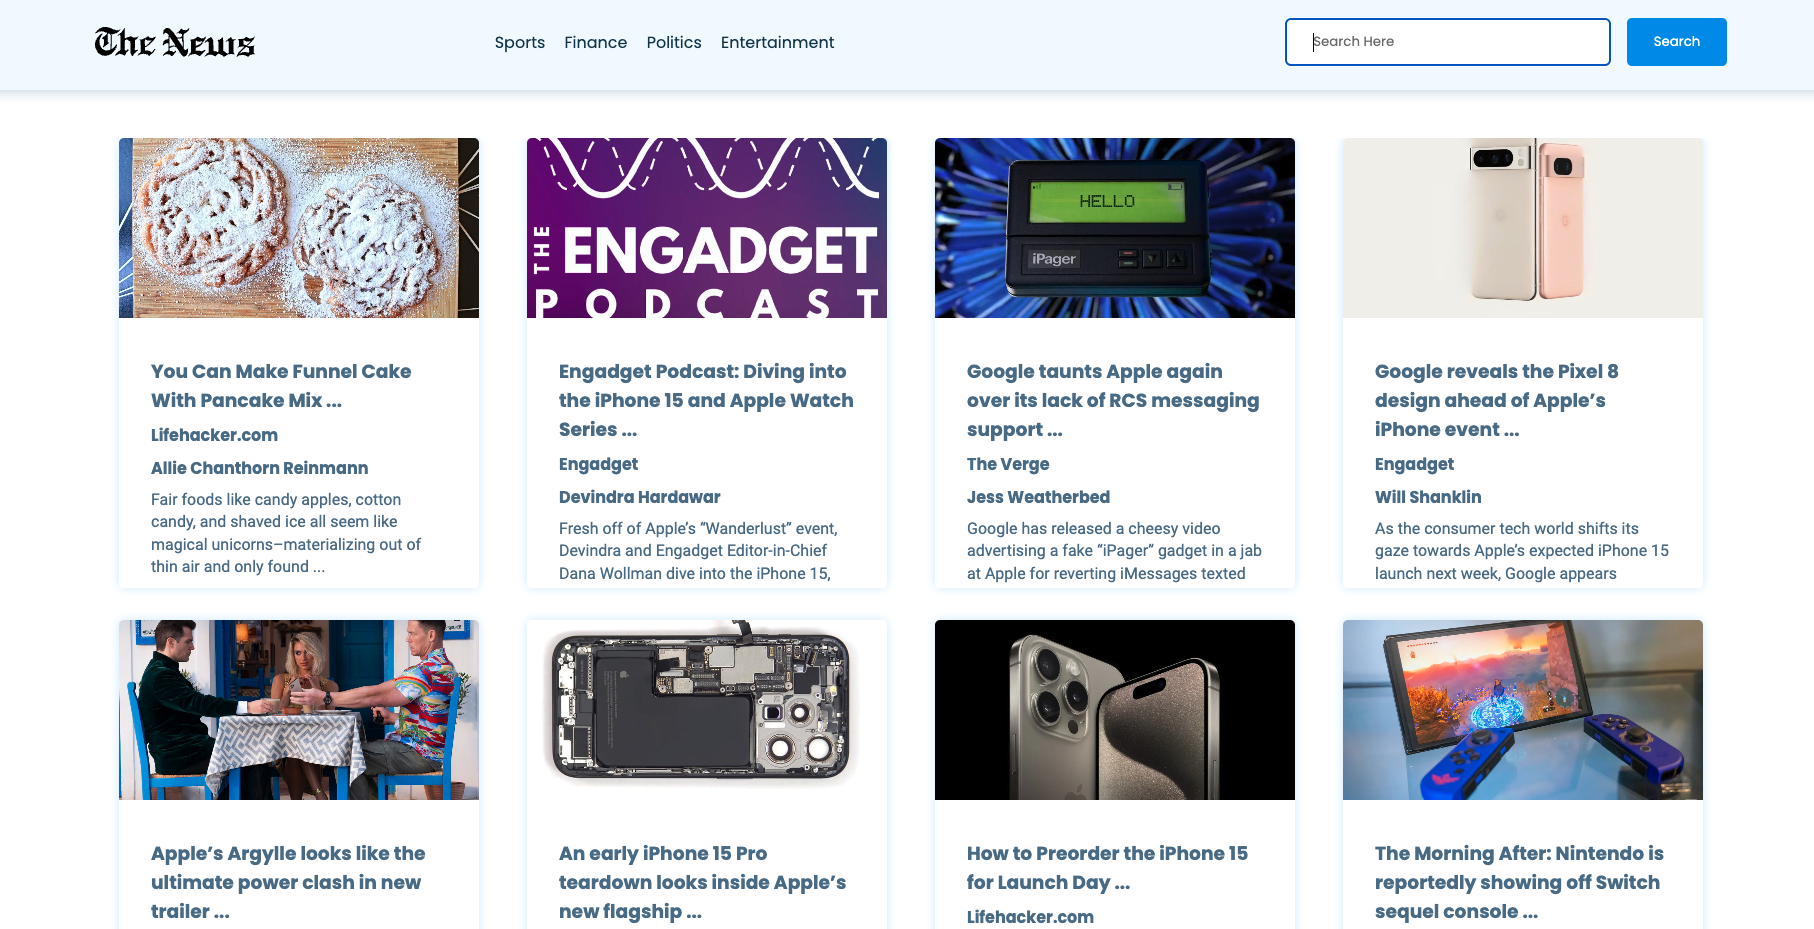 The News
Sports Finance Politics Entertainment
Search Here
Search
You Can Make Funnel Cake
With Pancake Mix ...
Lifehacker.com
Allie Chanthorn Reinmann
Fair foods like candy apples, cotton
candy, and shaved ice all seem like
magical unicorns–materializing out of
thin air and only found ...
THE
ENGADGET
PODCAST
Engadget Podcast: Diving into
the iPhone 15 and Apple Watch
Series ...
Engadget
Devindra Hardawar
Fresh off of Apple’s “Wanderlust” event,
Devindra and Engadget Editor-in-Chief
Dana Wollman dive into the iPhone 15,
HELLO
iPager
Google taunts Apple again
over its lack of RCS messaging
support ...
The Verge
Jess Weatherbed
Google has released a cheesy video
advertising a fake “iPager” gadget in a jab
at Apple for reverting iMessages texted
Google reveals the Pixel 8
design ahead of Apple’s
iPhone event ...
Engadget
Will Shanklin
As the consumer tech world shifts its
gaze towards Apple’s expected iPhone 15
launch next week, Google appears
Apple’s Argylle looks like the
ultimate power clash in new
trailer ...
An early iPhone 15 Pro
teardown looks inside Apple’s
new flagship ...
How to Preorder the iPhone 15
for Launch Day ...
Lifehacker.com
The Morning After: Nintendo is
reportedly showing off Switch
sequel console ...